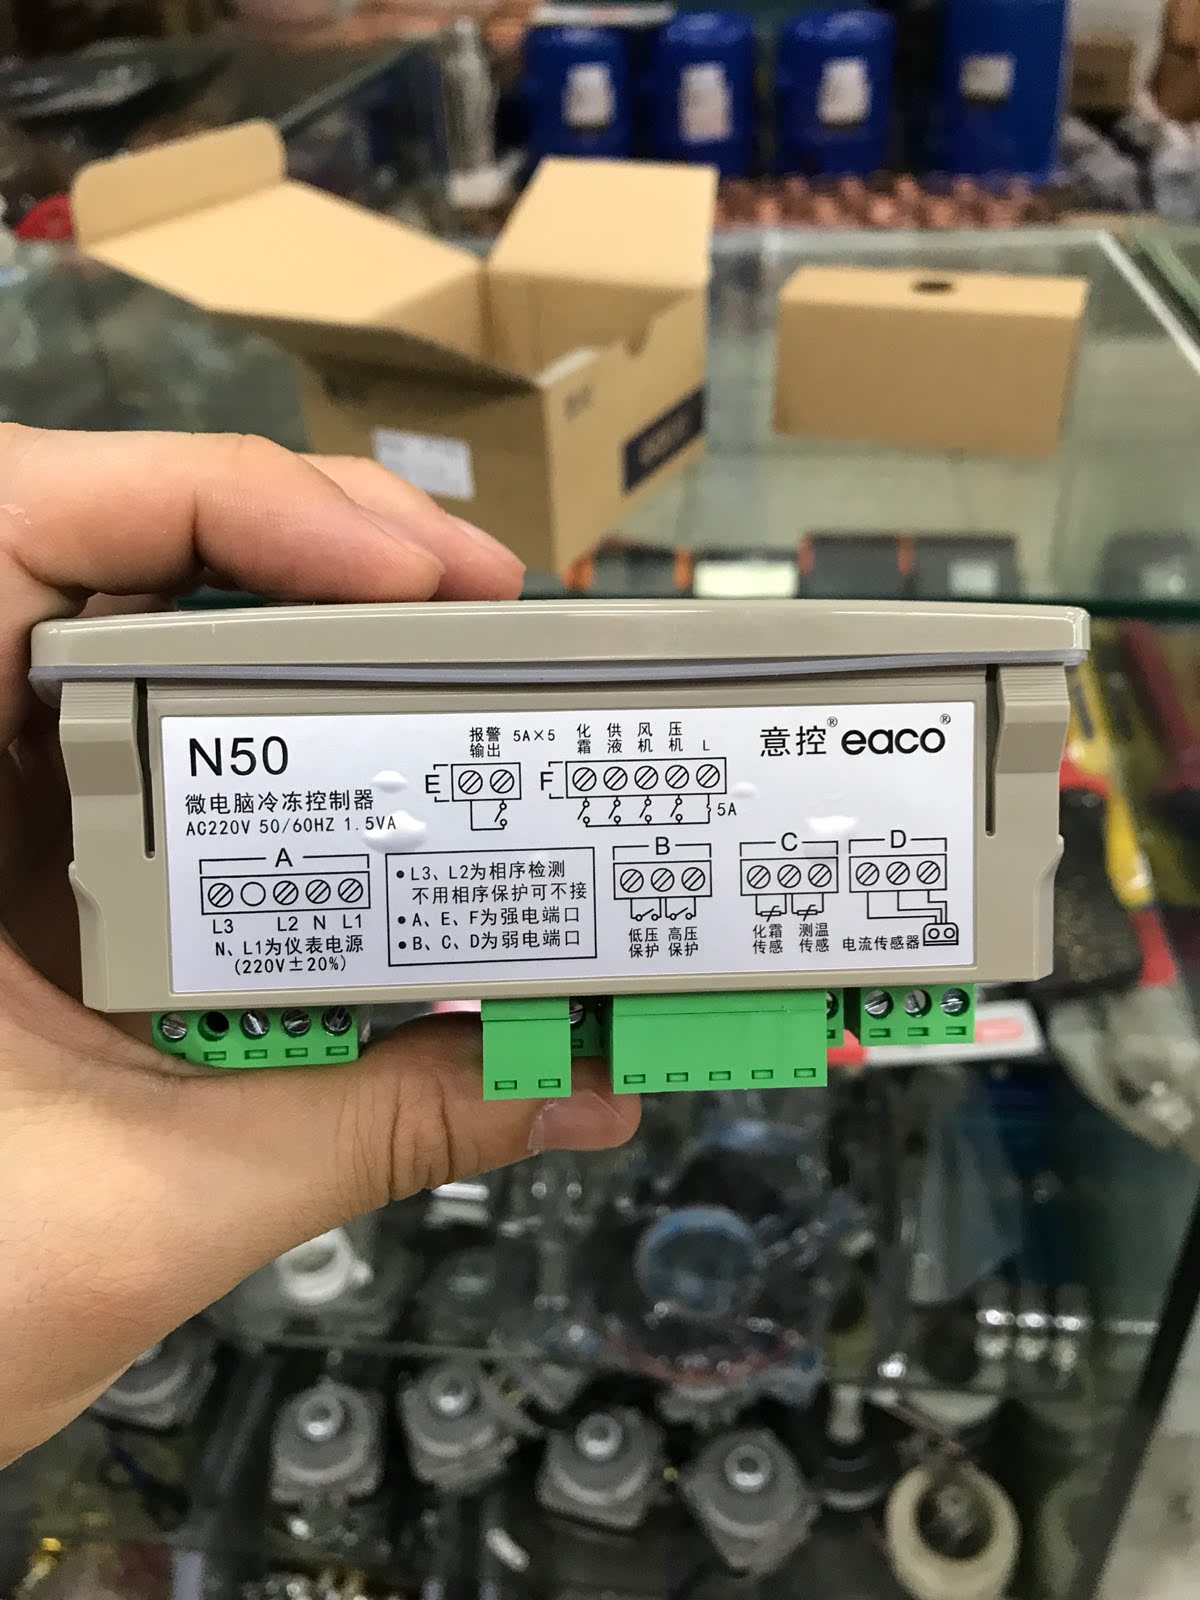 N50
微电脑冷冻控制器
AC220V 50/60HZ 1.5VA
报警
输出
5A×5
化霜
供液
风机
压机
L
E
F
5A
意控® eaco®
A
L3 L2 N L1
N、L1为仪表电源
(220V±20%)
•L3、L2为相序检测
不用相序保护可不接
•A、E、F为强电端口
•B、C、D为弱电端口
B
低压
保护
高压
保护
C
化霜
传感
测温
传感
D
电流传感器